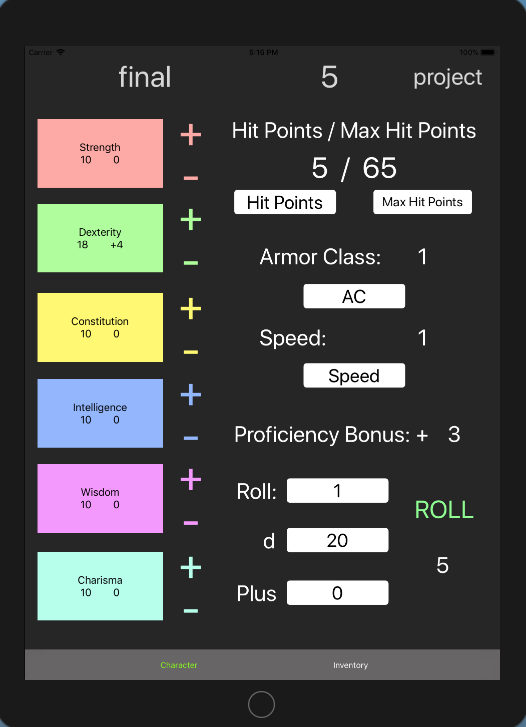 Carrier 5:15 PM 100%
final 5 project
Strength
10 0
+
-
Dexterity
18 +4
+
-
Constitution
10 0
+
-
Intelligence
10 0
+
-
Wisdom
10 0
+
-
Charisma
10 0
+
-
Hit Points / Max Hit Points
5 / 65
Hit Points Max Hit Points
Armor Class: 1
AC
Speed: 1
Speed
Proficiency Bonus: + 3
Roll: 1
ROLL
d 20
5
Plus 0
Character Inventory